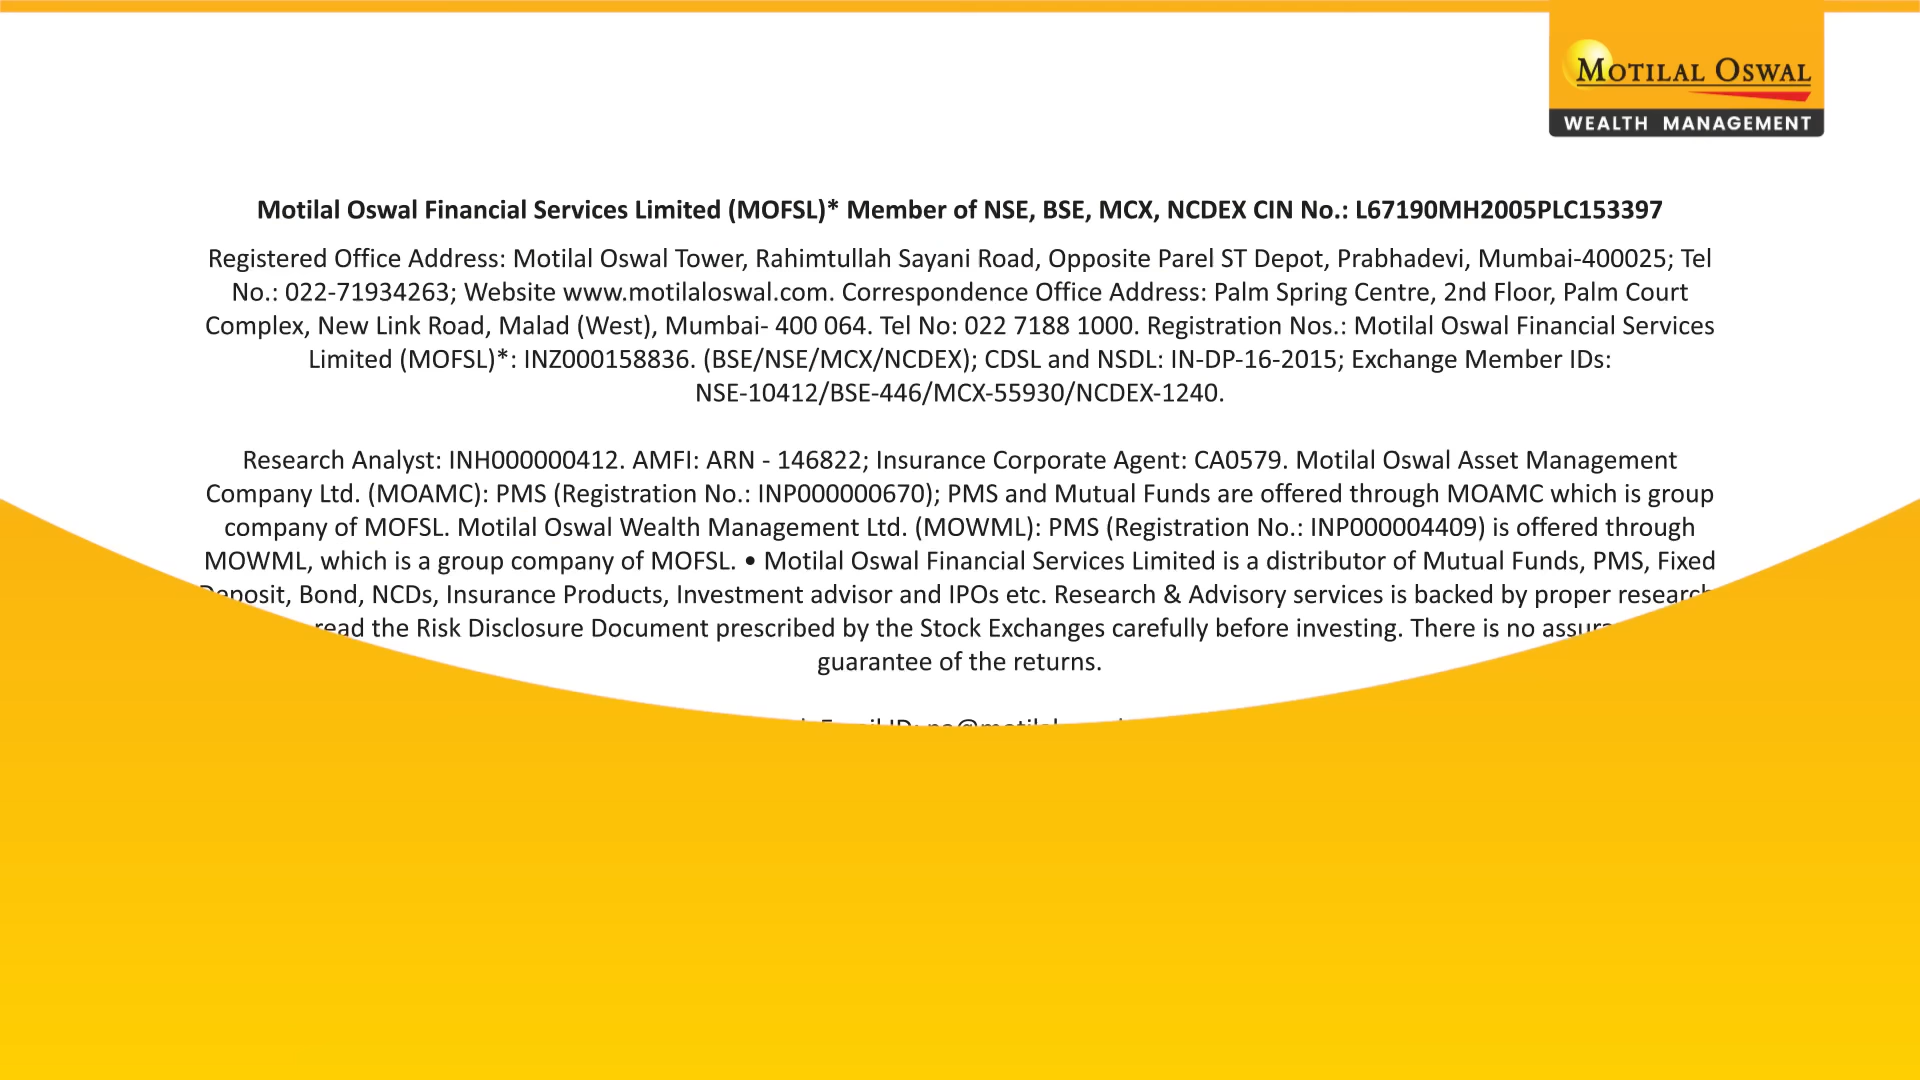 MOTILAL OSWAL
WEALTH MANAGEMENT
Motilal Oswal Financial Services Limited (MOFSL)* Member of NSE, BSE, MCX, NCDEX CIN No.: L67190MH2005PLC153397
Registered Office Address: Motilal Oswal Tower, Rahimtullah Sayani Road, Opposite Parel ST Depot, Prabhadevi, Mumbai-400025; Tel
No.: 022-71934263; Website www.motilaloswal.com. Correspondence Office Address: Palm Spring Centre, 2nd Floor, Palm Court
Complex, New Link Road, Malad (West), Mumbai- 400 064. Tel No: 022 7188 1000. Registration Nos.: Motilal Oswal Financial Services
Limited (MOFSL)*: INZ000158836. (BSE/NSE/MCX/NCDEX); CDSL and NSDL: IN-DP-16-2015; Exchange Member IDs:
NSE-10412/BSE-446/MCX-55930/NCDEX-1240.
Research Analyst: INH000000412. AMFI: ARN - 146822; Insurance Corporate Agent: CA0579. Motilal Oswal Asset Management
Company Ltd. (MOAMC): PMS (Registration No.: INP000000670); PMS and Mutual Funds are offered through MOAMC which is group
company of MOFSL. Motilal Oswal Wealth Management Ltd. (MOWML): PMS (Registration No.: INP000004409) is offered through
MOWML, which is a group company of MOFSL. • Motilal Oswal Financial Services Limited is a distributor of Mutual Funds, PMS, Fixed
Deposit, Bond, NCDs, Insurance Products, Investment advisor and IPOs etc. Research & Advisory services is backed by proper research
read the Risk Disclosure Document prescribed by the Stock Exchanges carefully before investing. There is no
guarantee of the returns.